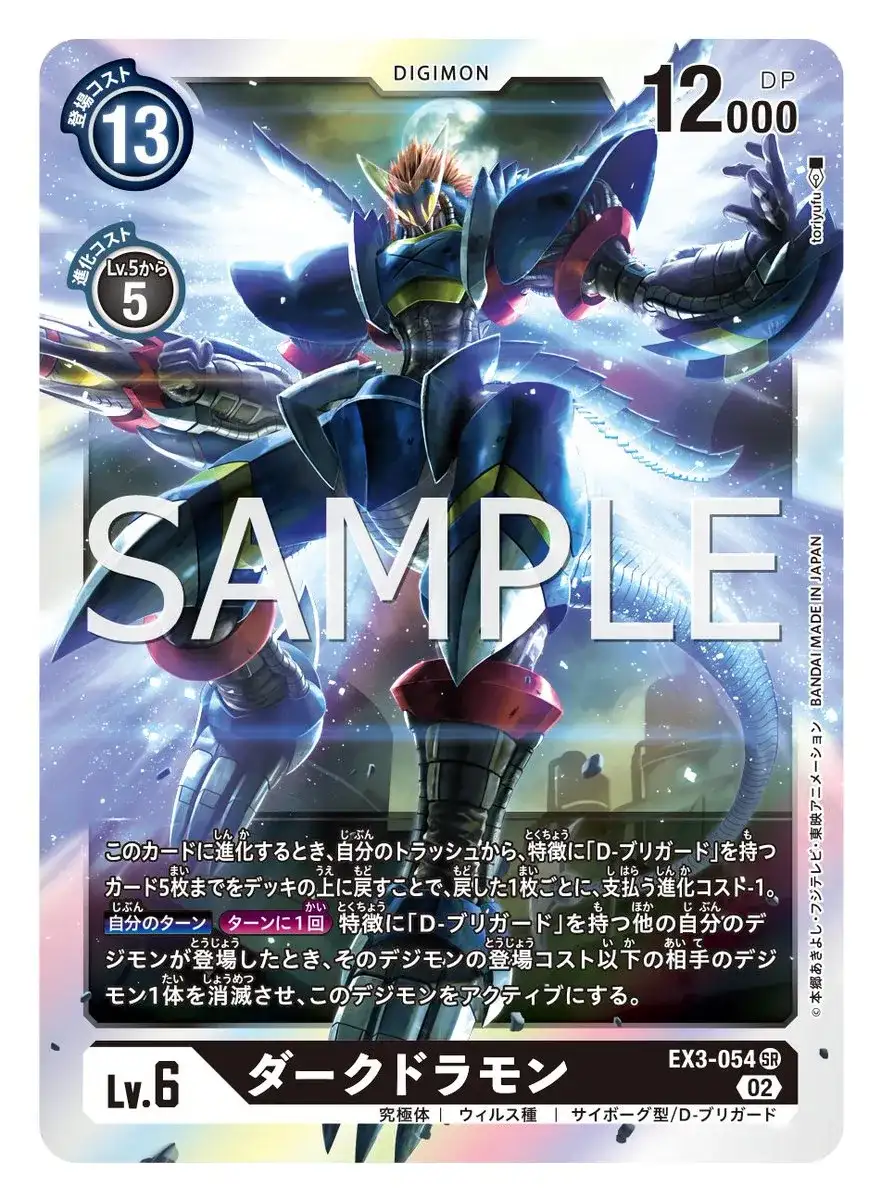 DIGIMON
登場コスト
13
12000
DP
toriyufu
進化コスト
Lv.5から
5
SAMPLE
このカードに進化するとき、自分のトラッシュから、特徴に「D-ブリガード」を持つ
カード5枚までをデッキの上に戻すことで、戻した1枚ごとに、支払う進化コスト-1。
自分のターン ターンに1回 特徴に「D-ブリガード」を持つ他の自分のデ
ジモンが登場したとき、そのデジモンの登場コスト以下の相手のデジ
モン1体を消滅させ、このデジモンをアクティブにする。
©本郷あきよし・フジテレビ・東映アニメーション BANDAI MADE IN JAPAN
Lv.6
ダークドラモン
EX3-054 SR
02
究極体 | ウィルス種 | サイボーグ型/D-ブリガード